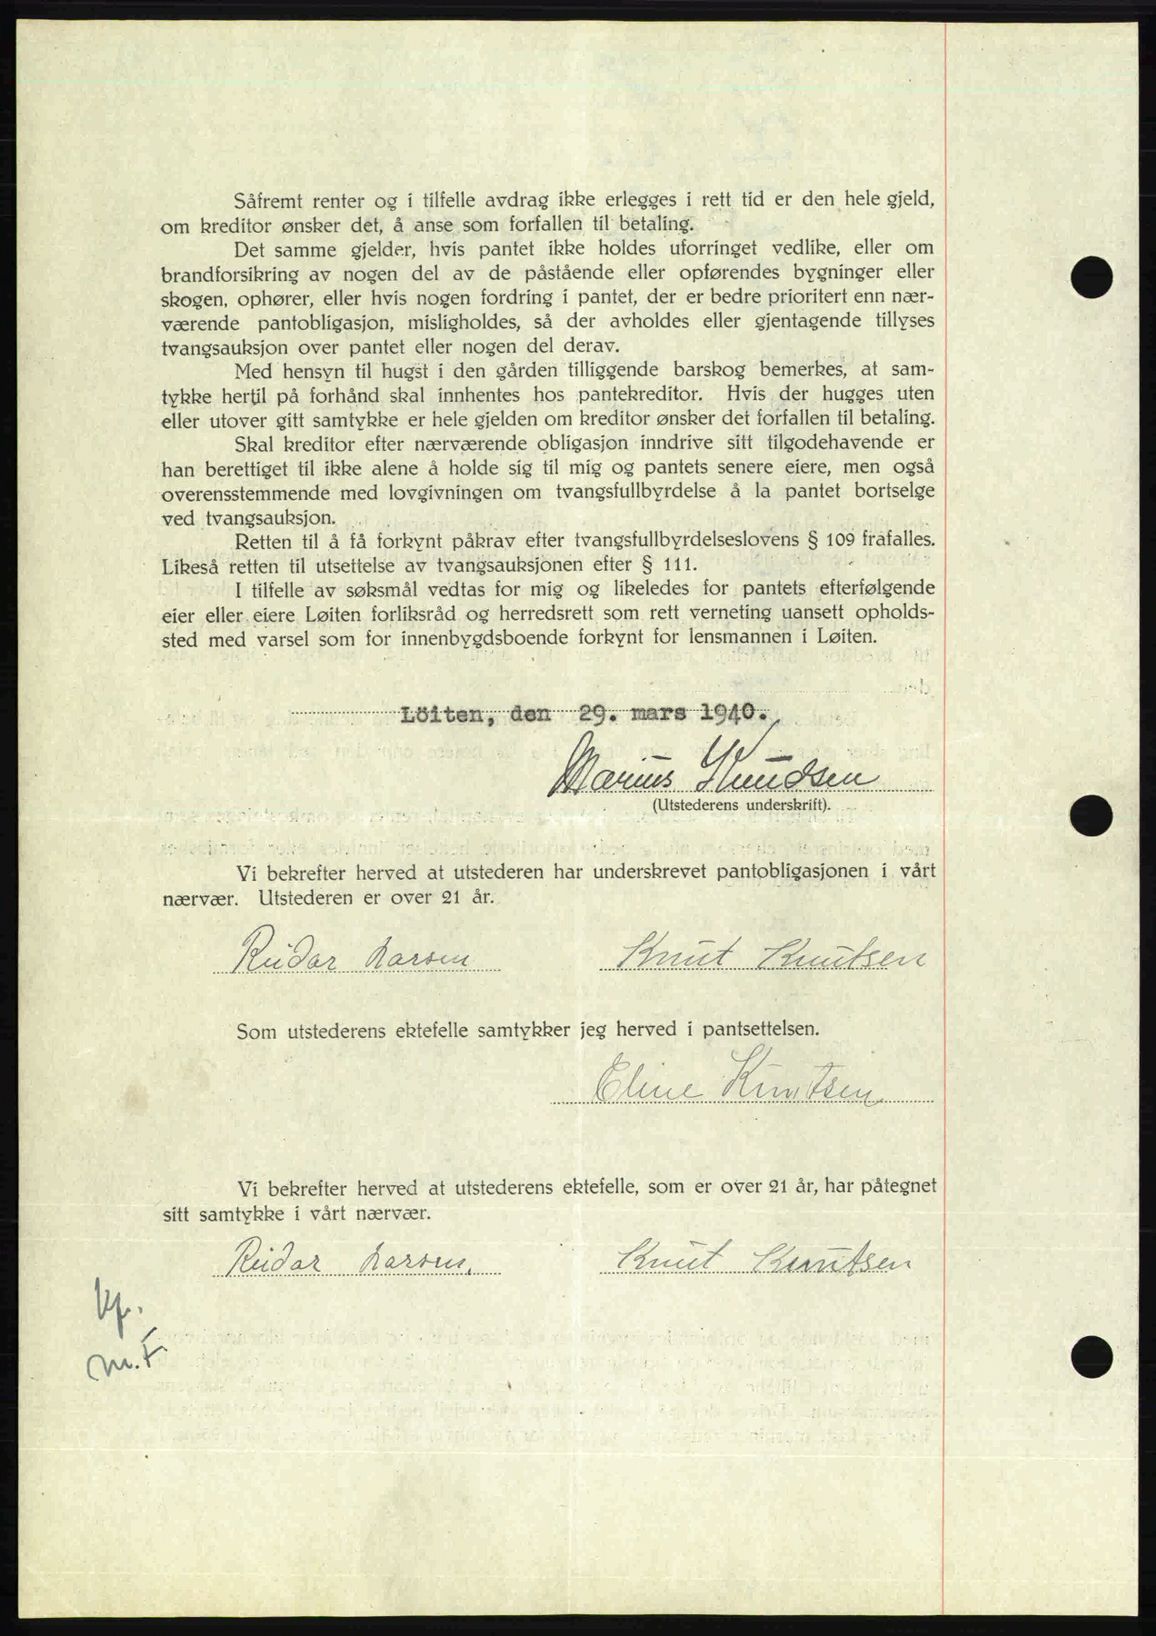 Såfremt renter og i tilfelle avdrag ikke erlegges i rett tid er den hele gjeld,
om kreditor ønsker det, å anse som forfallen til betaling.
Det samme gjelder, hvis pantet ikke holdes uforringet vedlike, eller om
brandforsikring av nogen del av de påstående eller opførendes bygninger eller
skogen, ophører, eller hvis nogen fordring i pantet, der er bedre prioritert enn nær-
værende pantobligasjon, misligholdes, så der avholdes eller gjentagende tillyses
tvangsauksjon over pantet eller nogen del derav.
Med hensyn til hugst i den gården tilliggende barskog bemerkes, at sam-
tykke hertil på forhånd skal innhentes hos pantekreditor. Hvis der hugges uten
eller utover gitt samtykke er hele gjelden om kreditor ønsker det forfallen til betaling.
Skal kreditor efter nærværende obligasjon inndrive sitt tilgodehavende er
han berettiget til ikke alene å holde sig til mig og pantets senere eiere, men også
overensstemmende med lovgivningen om tvangsfullbyrdelse å la pantet bortselge
ved tvangsauksjon.
Retten til å få forkynt påkrav efter tvangsfullbyrdelseslovens § 109 frafalles.
Likeså retten til utsettelse av tvangsauksjonen efter § 111.
I tilfelle av søksmål vedtas for mig og likeledes for pantets efterfølgende
eier eller eiere Løiten forliksråd og herredsrett som rett verneting uansett opholds-
sted med varsel som for innenbygdsboende forkynt for lensmannen i Løiten.
Löiten, den 29. mars 1940.
Marius Knudsen
(Utstederens underskrift).
Vi bekrefter herved at utstederen har underskrevet pantobligasjonen i vårt
nærvær. Utstederen er over 21 år.
Reidar Larsen Knut Knutsen
Som utstederens ektefelle samtykker jeg herved i pantsettelsen.
Eline Knutsen
Vi bekrefter herved at utstederens ektefelle, som er over 21 år, har påtegnet
sitt samtykke i vårt nærvær.
Reidar Larsen. Knut Knutsen
kf.
m.F.